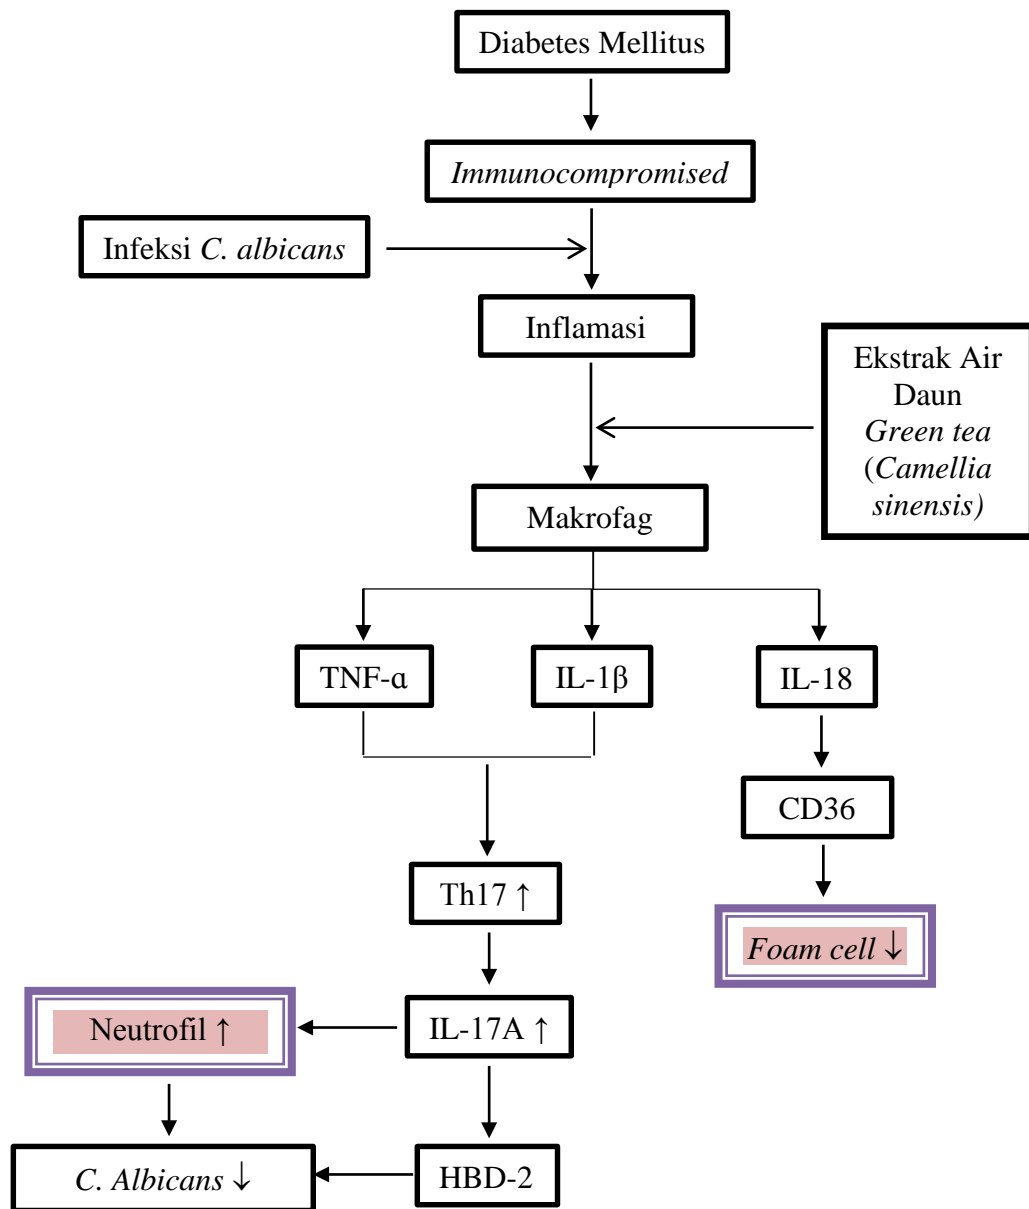 Diabetes Mellitus
Immunocompromised
Infeksi C. albicans
Inflamasi
Ekstrak Air
Daun
Green tea
(Camellia
sinensis)
Makrofag
TNF-α
IL-1β
IL-18
CD36
Th17 ↑
Foam cell ↓
Neutrofil ↑
IL-17A ↑
C. Albicans ↓
HBD-2